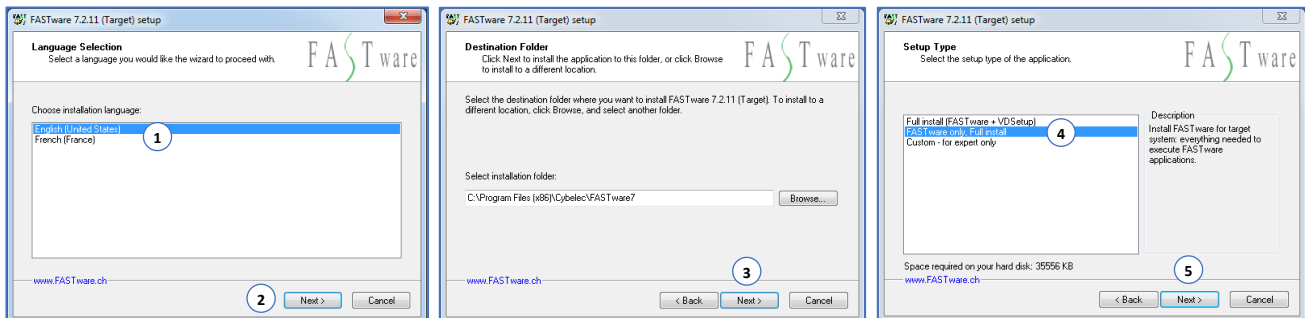 FASTware 7.2.11 (Target) setup
Language Selection
Select a language you would like the wizard to proceed with.
FAST ware
Choose installation language:
English (United States)
1
French (France)
www.FASTware.ch
2
Next >
Cancel
FASTware 7.2.11 (Target) setup
Destination Folder
Click Next to install the application to this folder, or click Browse
to install to a different location.
FAST ware
Select the destination folder where you want to install FASTware 7.2.11 (Target). To install to a
different location, click Browse, and select another folder.
Select installation folder:
C:\Program Files (x86)\Cybelec\FASTware7
Browse...
3
www.FASTware.ch
< Back
Next >
Cancel
FASTware 7.2.11 (Target) setup
Setup Type
Select the setup type of the application.
FAST ware
Full install (FASTware + VDSetup)
FASTware only, Full install
4
Custom - for expert only
Description
Install FASTware for target
system: everything needed to
execute FASTware
applications.
Space required on your hard disk: 35556 KB
5
www.FASTware.ch
< Back
Next >
Cancel